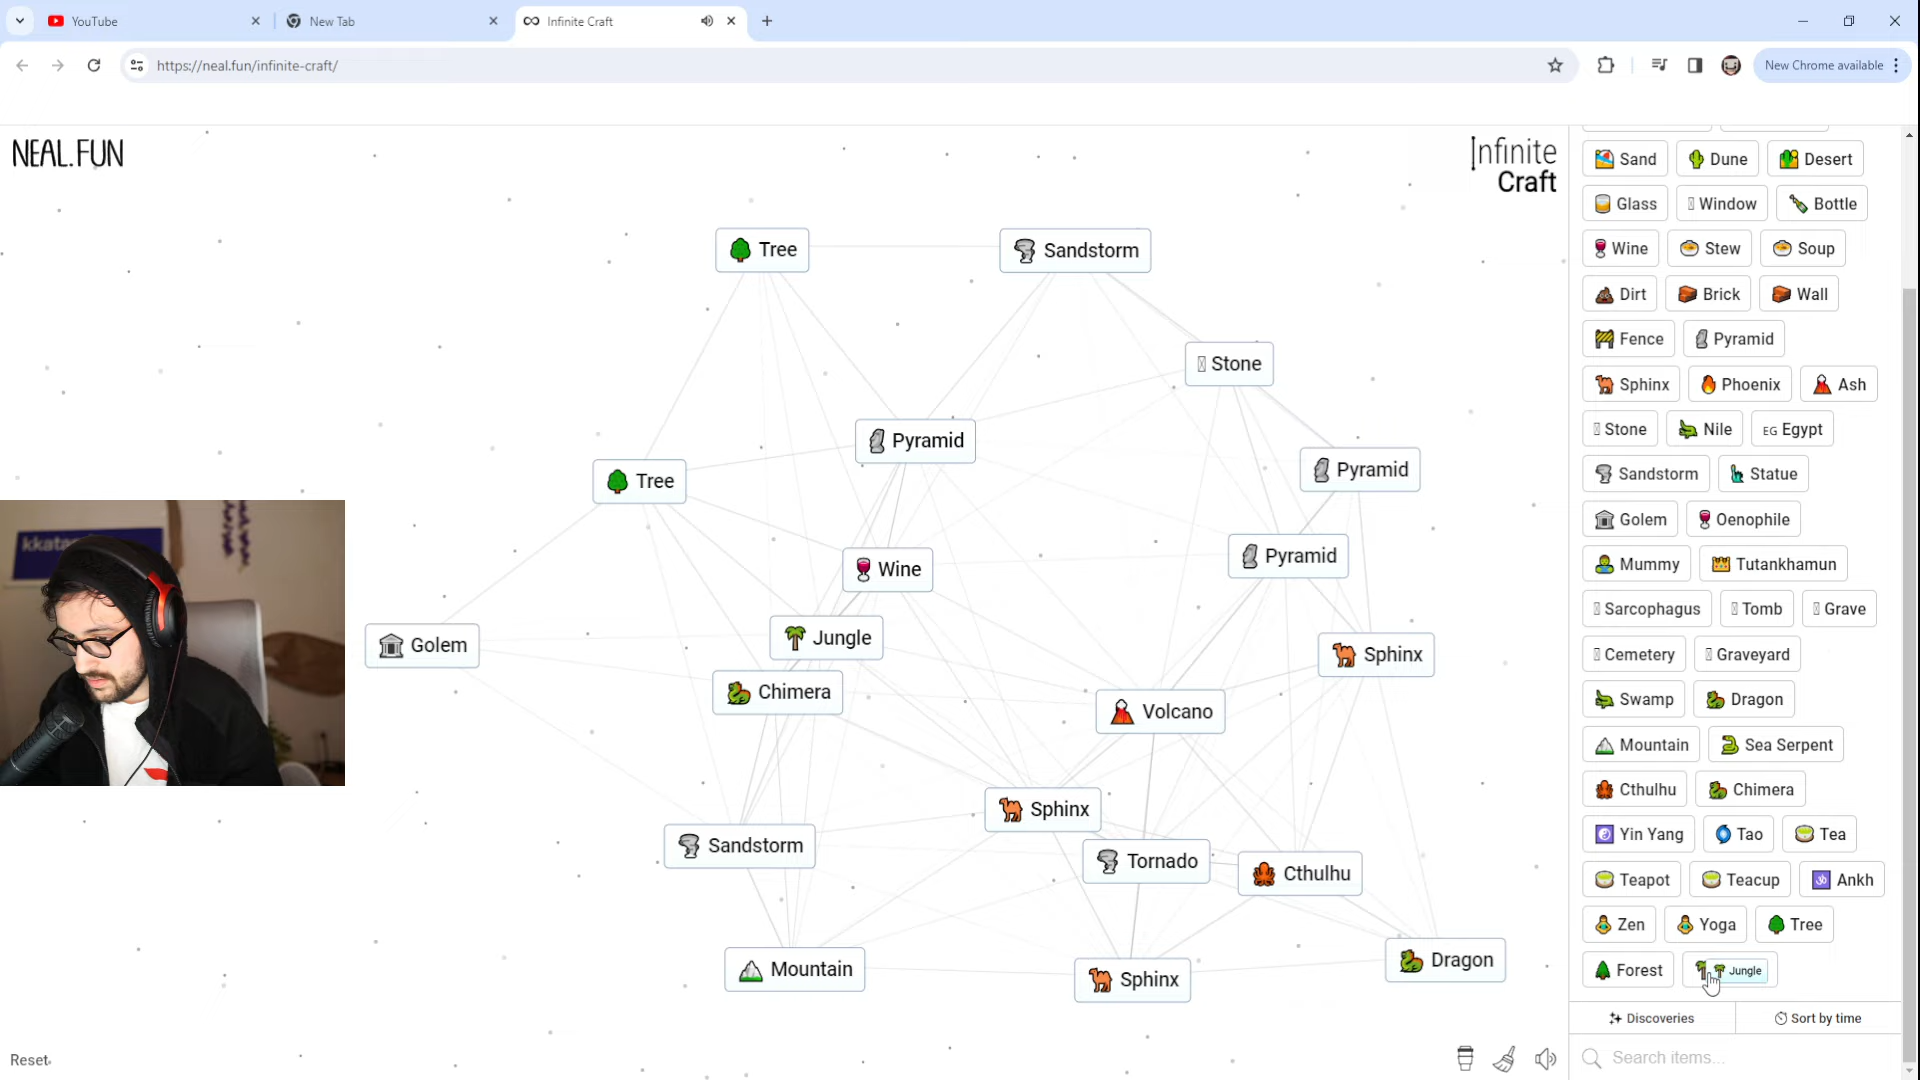 YouTube
New Tab
Infinite Craft
https://neal.fun/infinite-craft/
New Chrome available
NEAL.FUN
Infinite
Craft
Tree
Sandstorm
Stone
Pyramid
Pyramid
Tree
Pyramid
Wine
Golem
Jungle
Sphinx
Chimera
Volcano
Sphinx
Sandstorm
Tornado
Cthulhu
Mountain
Sphinx
Dragon
Reset
Sand Dune Desert
Glass Window Bottle
Wine Stew Soup
Dirt Brick Wall
Fence Pyramid
Sphinx Phoenix Ash
Stone Nile EG Egypt
Sandstorm Statue
Golem Oenophile
Mummy Tutankhamun
Sarcophagus Tomb Grave
Cemetery Graveyard
Swamp Dragon
Mountain Sea Serpent
Cthulhu Chimera
Yin Yang Tao Tea
Teapot Teacup Ankh
Zen Yoga Tree
Forest Jungle
Discoveries Sort by time
Search items...